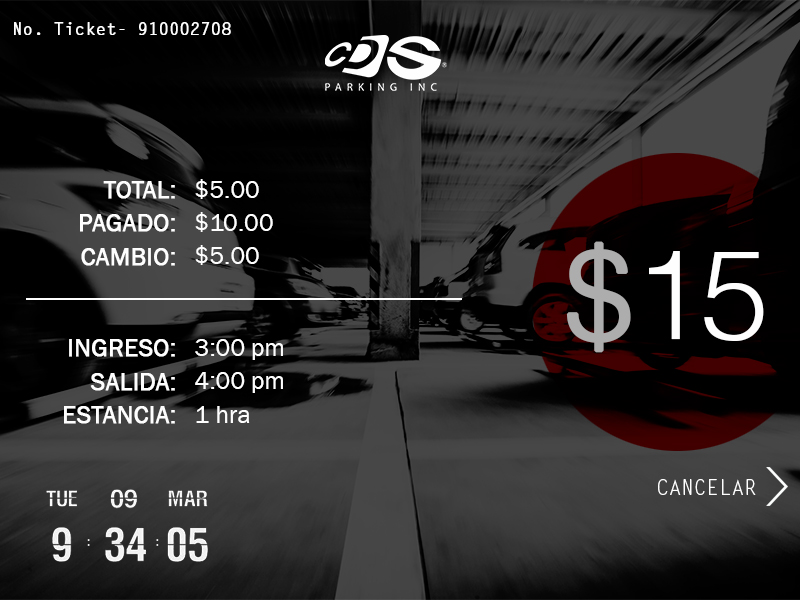 No. Ticket- 910002708
CDS®
PARKING INC
TOTAL: $5.00
PAGADO: $10.00
CAMBIO: $5.00
$15
INGRESO: 3:00 pm
SALIDA: 4:00 pm
ESTANCIA: 1 hra
CANCELAR
TUE 09 MAR
9 : 34 : 05